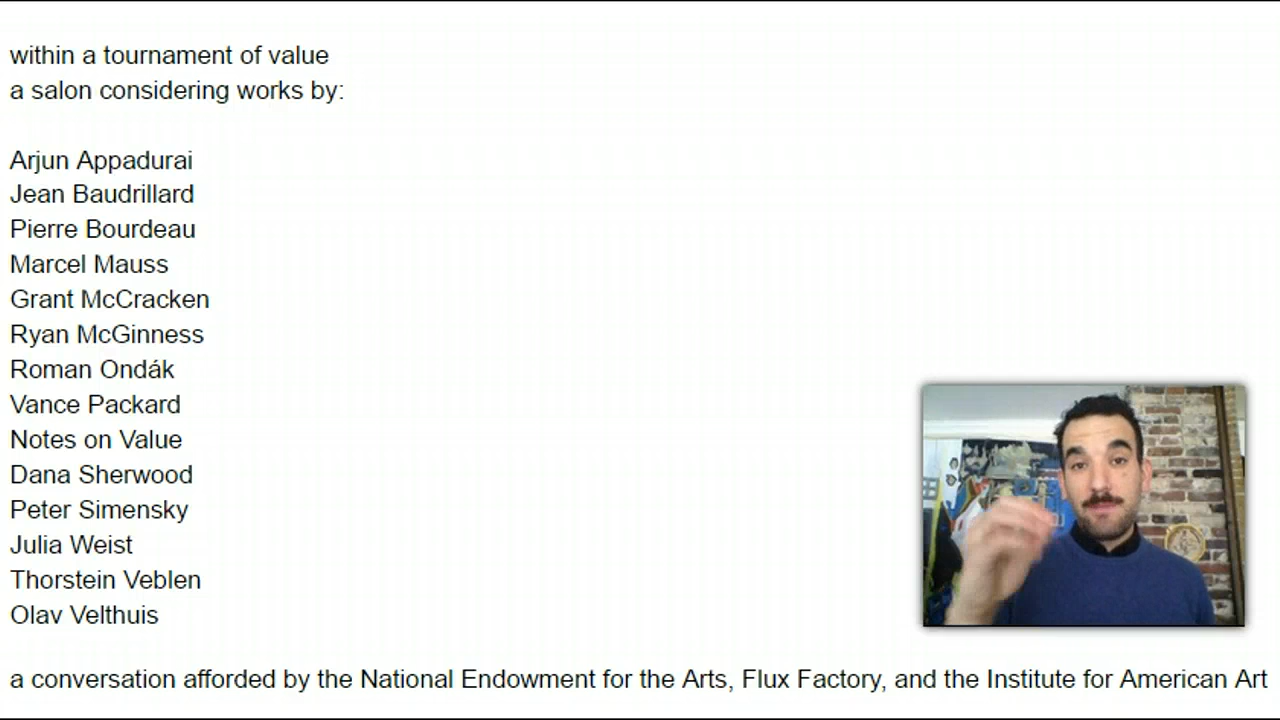 within a tournament of value
a salon considering works by:
Arjun Appadurai
Jean Baudrillard
Pierre Bourdeau
Marcel Mauss
Grant McCracken
Ryan McGinness
Roman Ondák
Vance Packard
Notes on Value
Dana Sherwood
Peter Simensky
Julia Weist
Thorstein Veblen
Olav Velthuis
a conversation afforded by the National Endowment for the Arts, Flux Factory, and the Institute for American Art